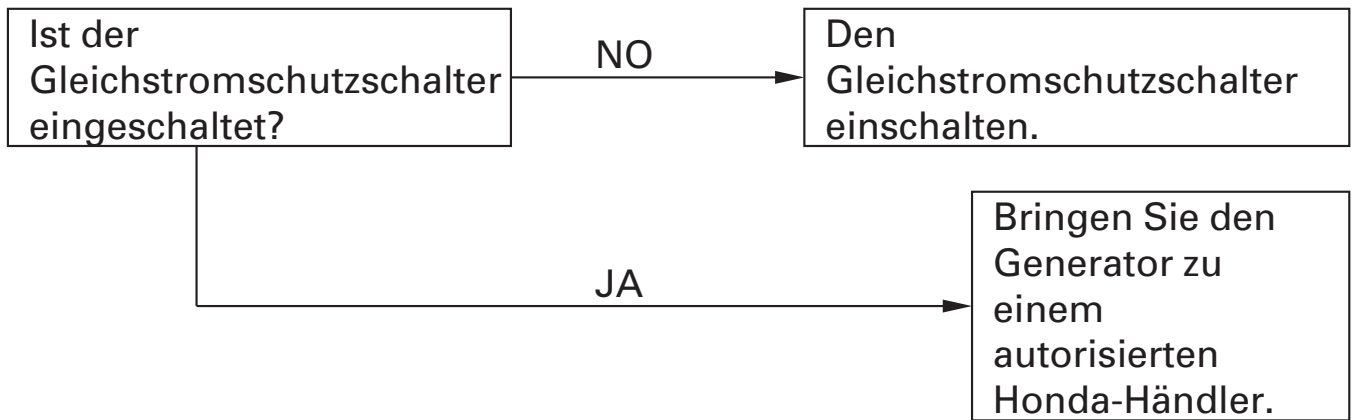 Ist der
Gleichstromschutzschalter
eingeschaltet?
NO
Den
Gleichstromschutzschalter
einschalten.
JA
Bringen Sie den
Generator zu
einem
autorisierten
Honda-Händler.